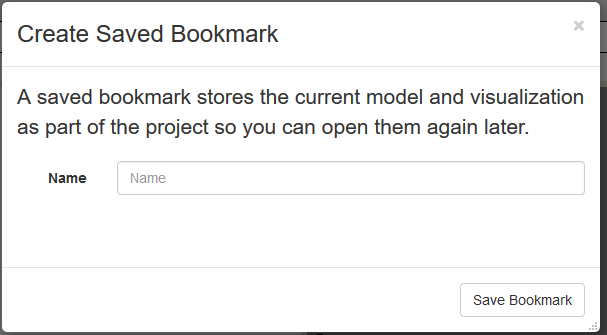 Create Saved Bookmark
×
A saved bookmark stores the current model and visualization
as part of the project so you can open them again later.
Name Name
Save Bookmark